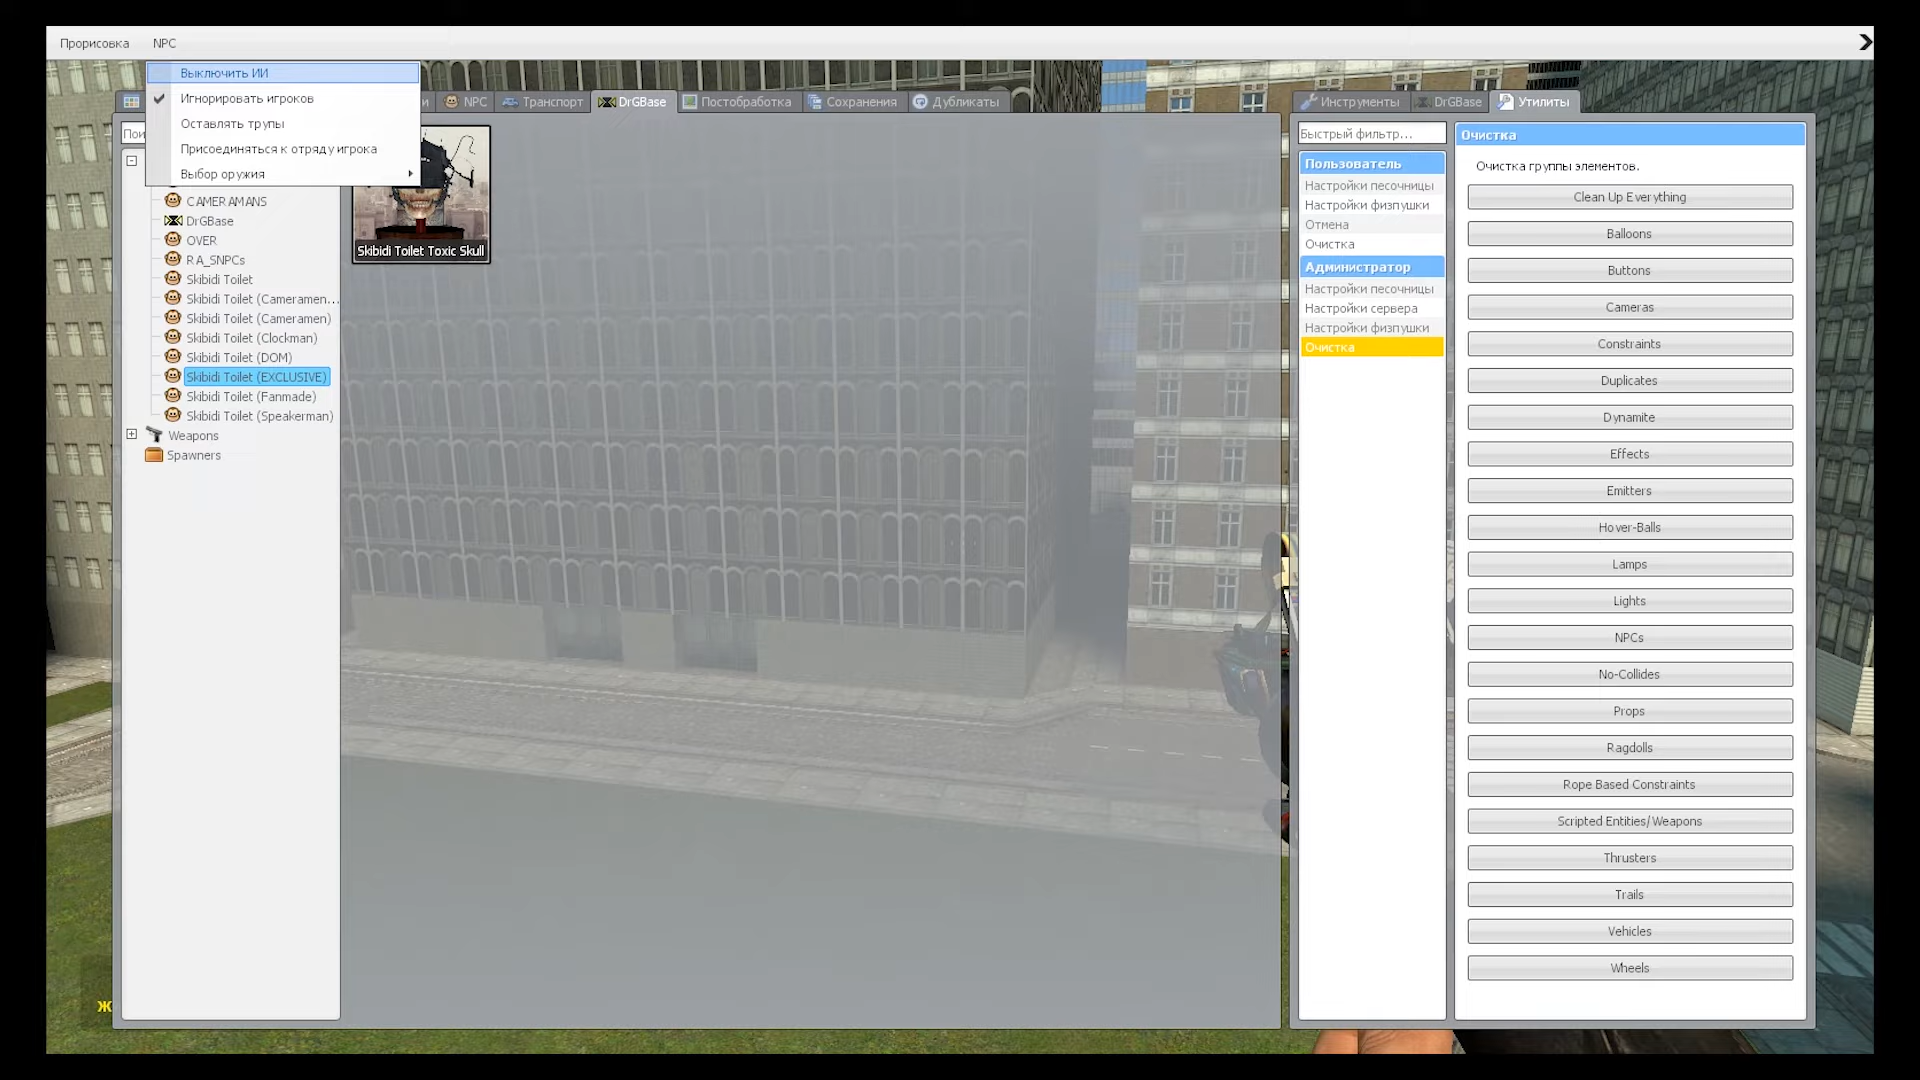 Прорисовка
NPC
Выключить ИИ
Игнорировать игроков
Оставлять трупы
Присоединяться к отряду игрока
Выбор оружия
NPC
Транспорт
DrGBase
Постобработка
Сохранения
Дубликаты
CAMERAMANS
DrGBase
OVER
RA_SNPCs
Skibidi Toilet
Skibidi Toilet (Cameramen...
Skibidi Toilet (Cameramen)
Skibidi Toilet (Clockman)
Skibidi Toilet (DOM)
Skibidi Toilet (EXCLUSIVE)
Skibidi Toilet (Fanmade)
Skibidi Toilet (Speakerman)
Weapons
Spawners
Skibidi Toilet Toxic Skull
Инструменты
DrGBase
Утилиты
Быстрый фильтр...
Пользователь
Настройки песочницы
Настройки физпушки
Отмена
Очистка
Администратор
Настройки песочницы
Настройки сервера
Настройки физпушки
Очистка
Очистка
Очистка группы элементов.
Clean Up Everything
Balloons
Buttons
Cameras
Constraints
Duplicates
Dynamite
Effects
Emitters
Hover-Balls
Lamps
Lights
NPCs
No-Collides
Props
Ragdolls
Rope Based Constraints
Scripted Entities/Weapons
Thrusters
Trails
Vehicles
Wheels